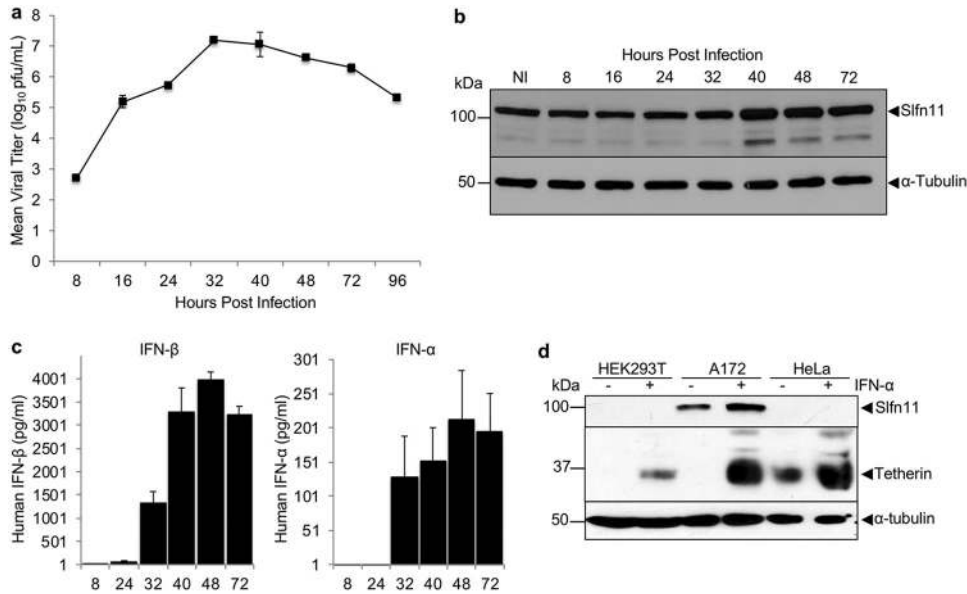 a
Mean Viral Titer (log10 pfu/mL)
8
7
6
5
4
3
2
1
0
8 16 24 32 40 48 72 96
Hours Post Infection
b
Hours Post Infection
kDa NI 8 16 24 32 40 48 72
100 Slfn11
50 α-Tubulin
c
IFN-β
Human IFN-β (pg/ml)
4001
3501
3001
2501
2001
1501
1001
501
1
8 24 32 40 48 72
IFN-α
Human IFN-α (pg/ml)
301
251
201
151
101
51
1
8 24 32 40 48 72
d
HEK293T A172 HeLa
kDa - + - + - + IFN-α
100 Slfn11
37 Tetherin
50 α-tubulin